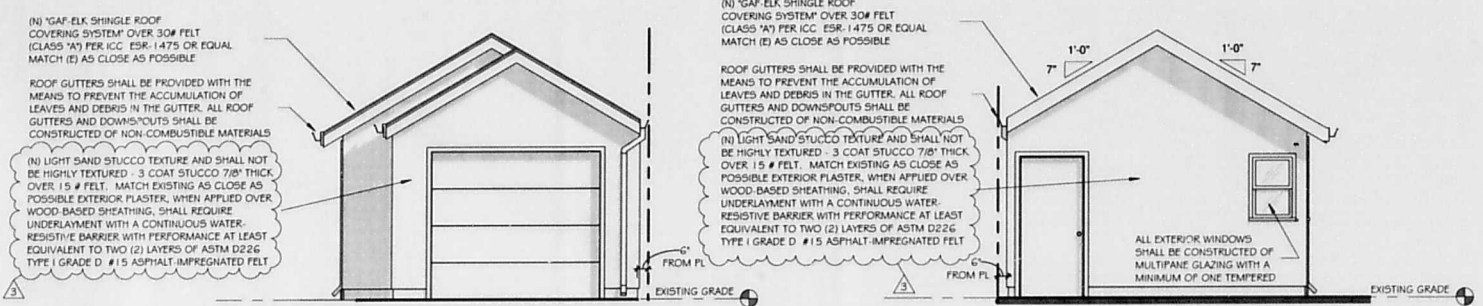 (N) "GAF-ELK SHINGLE ROOF
COVERING SYSTEM" OVER 30# FELT
(CLASS "A") PER ICC ESR-1475 OR EQUAL
MATCH (E) AS CLOSE AS POSSIBLE
ROOF GUTTERS SHALL BE PROVIDED WITH THE
MEANS TO PREVENT THE ACCUMULATION OF
LEAVES AND DEBRIS IN THE GUTTER. ALL ROOF
GUTTERS AND DOWNSPOUTS SHALL BE
CONSTRUCTED OF NON-COMBUSTIBLE MATERIALS
(N) LIGHT SAND STUCCO TEXTURE AND SHALL NOT
BE HIGHLY TEXTURED - 3 COAT STUCCO 7/8" THICK
OVER 15 # FELT. MATCH EXISTING AS CLOSE AS
POSSIBLE EXTERIOR PLASTER, WHEN APPLIED OVER
WOOD-BASED SHEATHING, SHALL REQUIRE
UNDERLAYMENT WITH A CONTINUOUS WATER-
RESISTIVE BARRIER WITH PERFORMANCE AT LEAST
EQUIVALENT TO TWO (2) LAYERS OF ASTM D226
TYPE I GRADE D #15 ASPHALT-IMPREGNATED FELT
3
6"
FROM PL
EXISTING GRADE
(N) "GAF-ELK SHINGLE ROOF
COVERING SYSTEM" OVER 30# FELT
(CLASS "A") PER ICC ESR-1475 OR EQUAL
MATCH (E) AS CLOSE AS POSSIBLE
ROOF GUTTERS SHALL BE PROVIDED WITH THE
MEANS TO PREVENT THE ACCUMULATION OF
LEAVES AND DEBRIS IN THE GUTTER. ALL ROOF
GUTTERS AND DOWNSPOUTS SHALL BE
CONSTRUCTED OF NON-COMBUSTIBLE MATERIALS
(N) LIGHT SAND STUCCO TEXTURE AND SHALL NOT
BE HIGHLY TEXTURED - 3 COAT STUCCO 7/8" THICK
OVER 15 # FELT. MATCH EXISTING AS CLOSE AS
POSSIBLE EXTERIOR PLASTER, WHEN APPLIED OVER
WOOD-BASED SHEATHING, SHALL REQUIRE
UNDERLAYMENT WITH A CONTINUOUS WATER-
RESISTIVE BARRIER WITH PERFORMANCE AT LEAST
EQUIVALENT TO TWO (2) LAYERS OF ASTM D226
TYPE I GRADE D #15 ASPHALT-IMPREGNATED FELT
3
6"
FROM PL
1'-0"
7"
1'-0"
7"
ALL EXTERIOR WINDOWS
SHALL BE CONSTRUCTED OF
MULTIPANE GLAZING WITH A
MINIMUM OF ONE TEMPERED
EXISTING GRADE